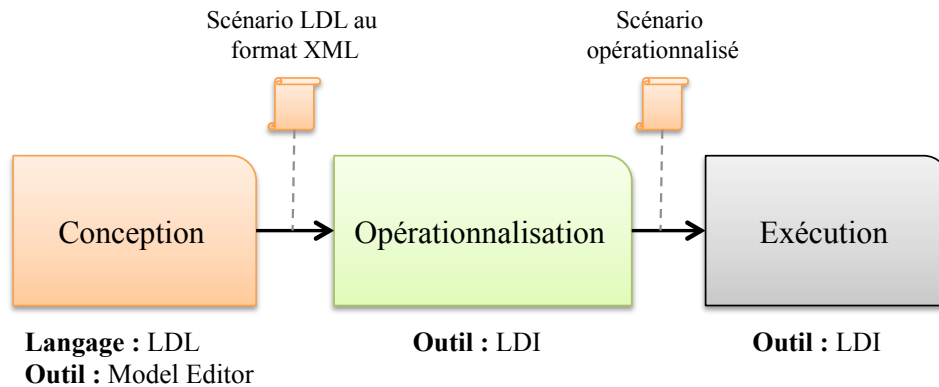 Scénario LDL au
format XML
Scénario
opérationnalisé
Conception
Opérationnalisation
Exécution
Langage : LDL
Outil : Model Editor
Outil : LDI
Outil : LDI